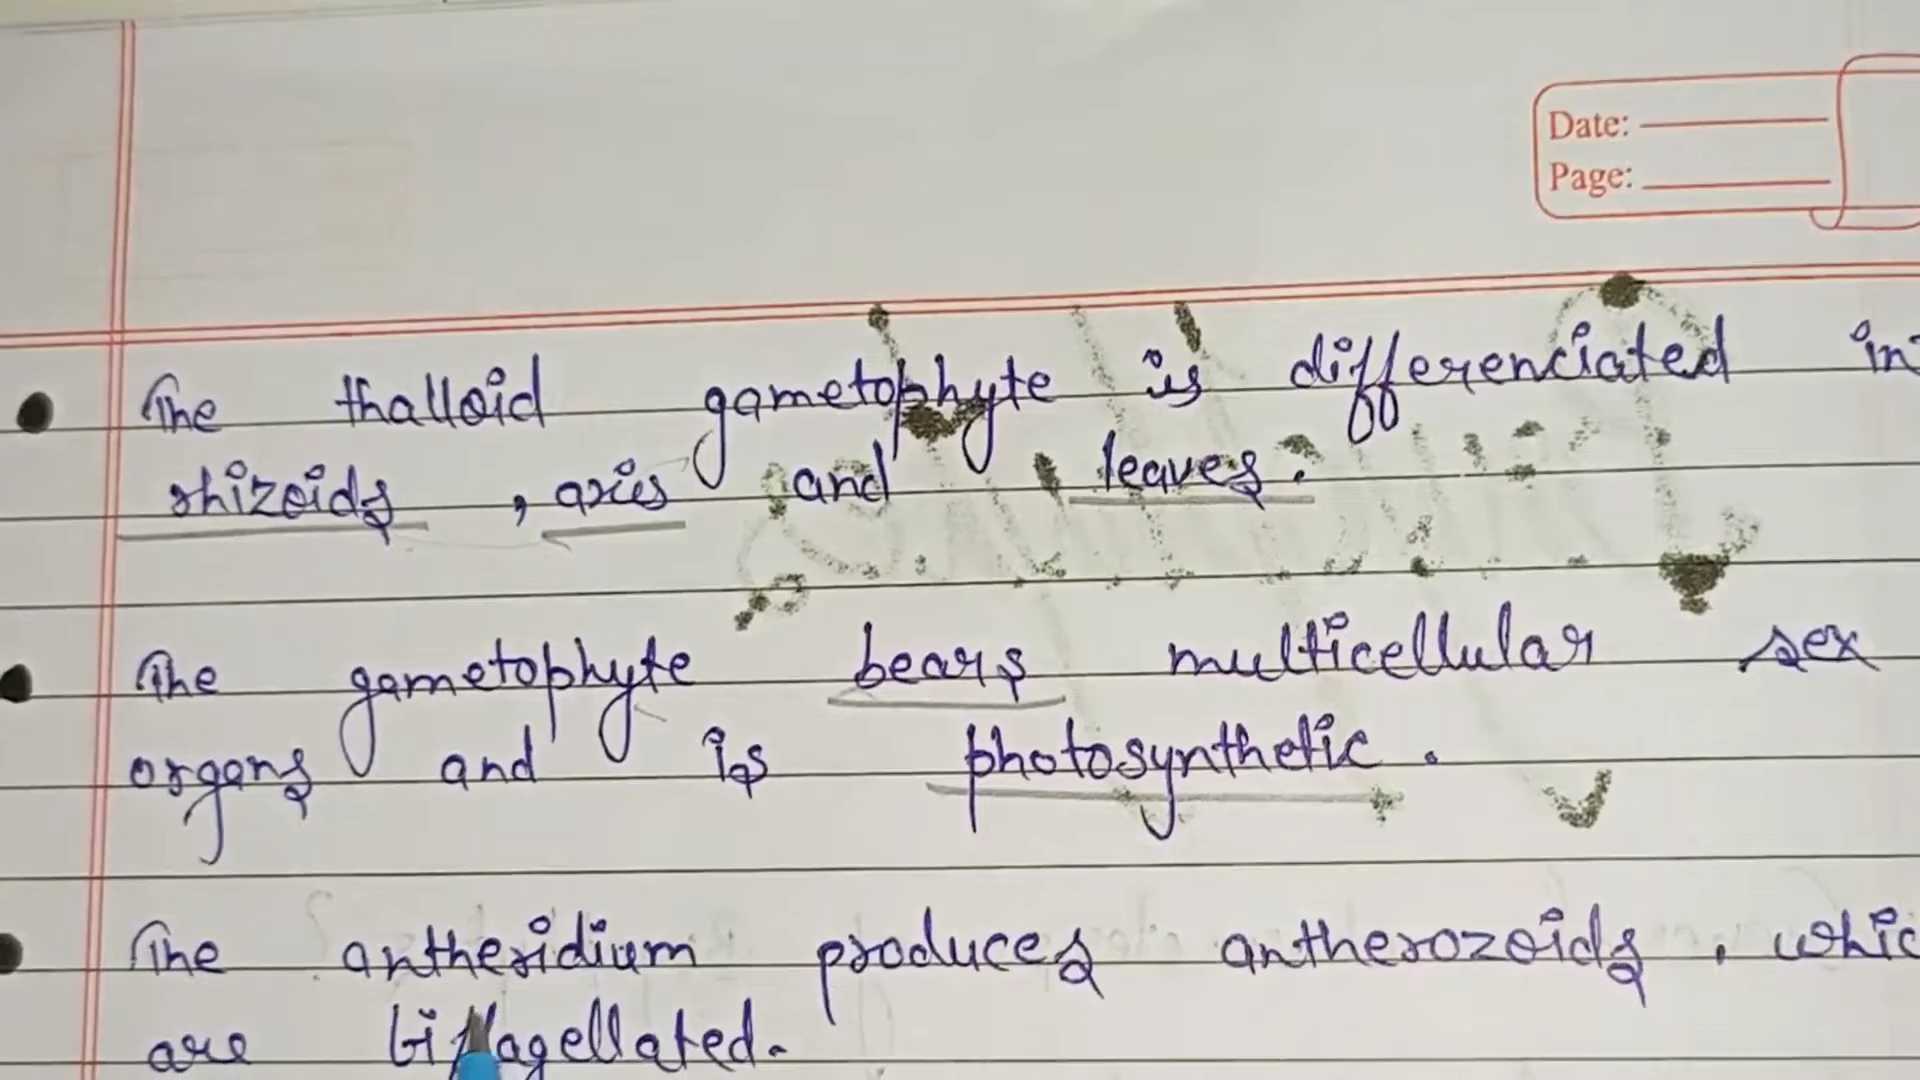 Date:
Page:
The thalloid gametophyte is differenciated in
rhizoids , axis and leaves.
The gametophyte bears multicellular sex
organs and is photosynthetic.
The antheridium produces antherozoids, whic
are biflagellated.